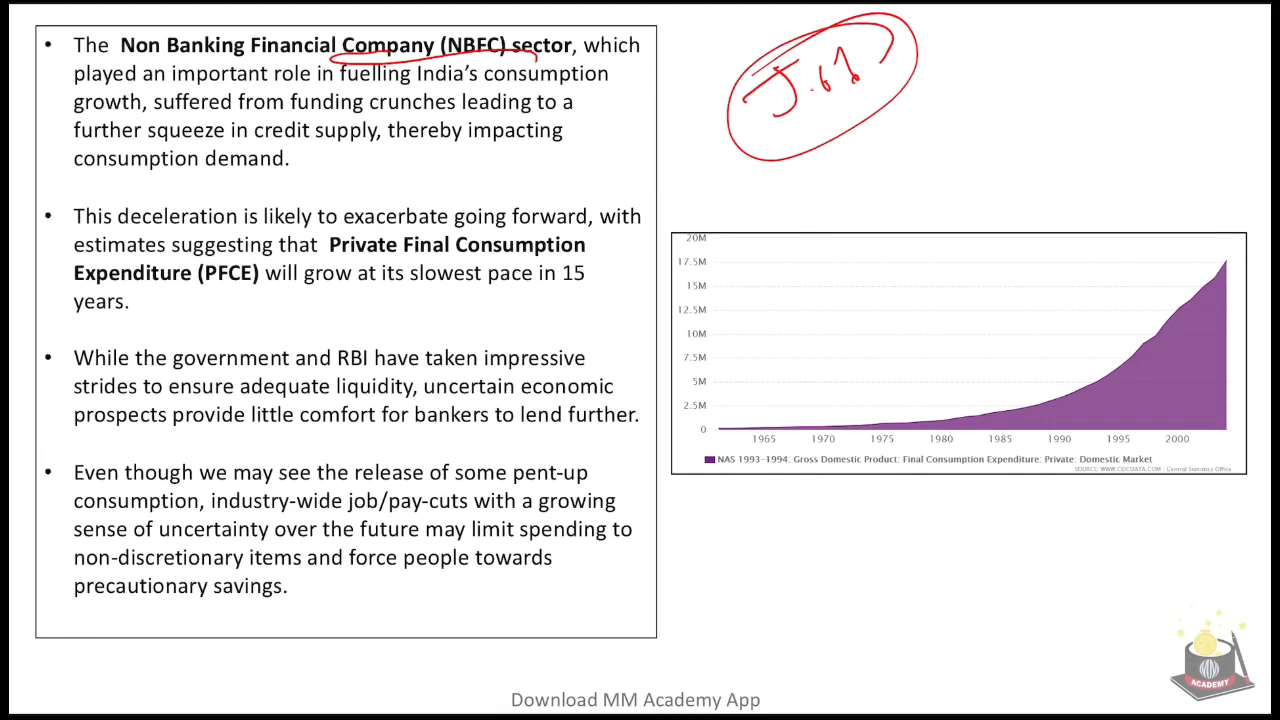 • The Non Banking Financial Company (NBFC) sector, which
played an important role in fuelling India's consumption
growth, suffered from funding crunches leading to a
further squeeze in credit supply, thereby impacting
consumption demand.
• This deceleration is likely to exacerbate going forward, with
estimates suggesting that Private Final Consumption
Expenditure (PFCE) will grow at its slowest pace in 15
years.
• While the government and RBI have taken impressive
strides to ensure adequate liquidity, uncertain economic
prospects provide little comfort for bankers to lend further.
• Even though we may see the release of some pent-up
consumption, industry-wide job/pay-cuts with a growing
sense of uncertainty over the future may limit spending to
non-discretionary items and force people towards
precautionary savings.
20M
17.5M
15M
12.5M
10M
7.5M
5M
2.5M
0
1965 1970 1975 1980 1985 1990 1995 2000
NAS 1993-1994: Gross Domestic Product: Final Consumption Expenditure: Private: Domestic Market
SOURCE: WWW.CEICDATA.COM | Central Statistics Office
ACADEMY
Download MM Academy App